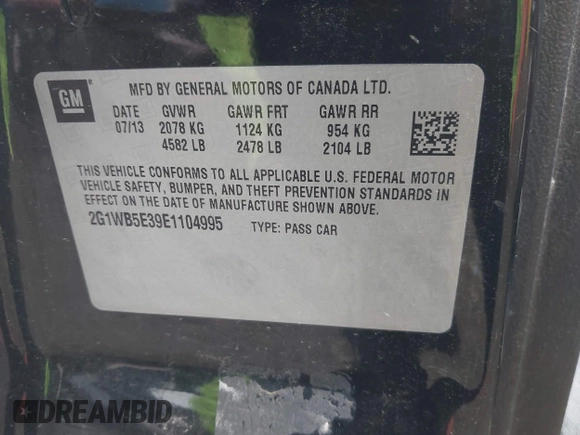 GM
MFD BY GENERAL MOTORS OF CANADA LTD.
DATE GVWR GAWR FRT GAWR RR
07/13 2078 KG 1124 KG 954 KG
4582 LB 2478 LB 2104 LB
THIS VEHICLE CONFORMS TO ALL APPLICABLE U.S. FEDERAL MOTOR
VEHICLE SAFETY, BUMPER, AND THEFT PREVENTION STANDARDS IN
EFFECT ON THE DATE OF MANUFACTURE SHOWN ABOVE.
2G1WB5E39E1104995 TYPE: PASS CAR
DREAMBID